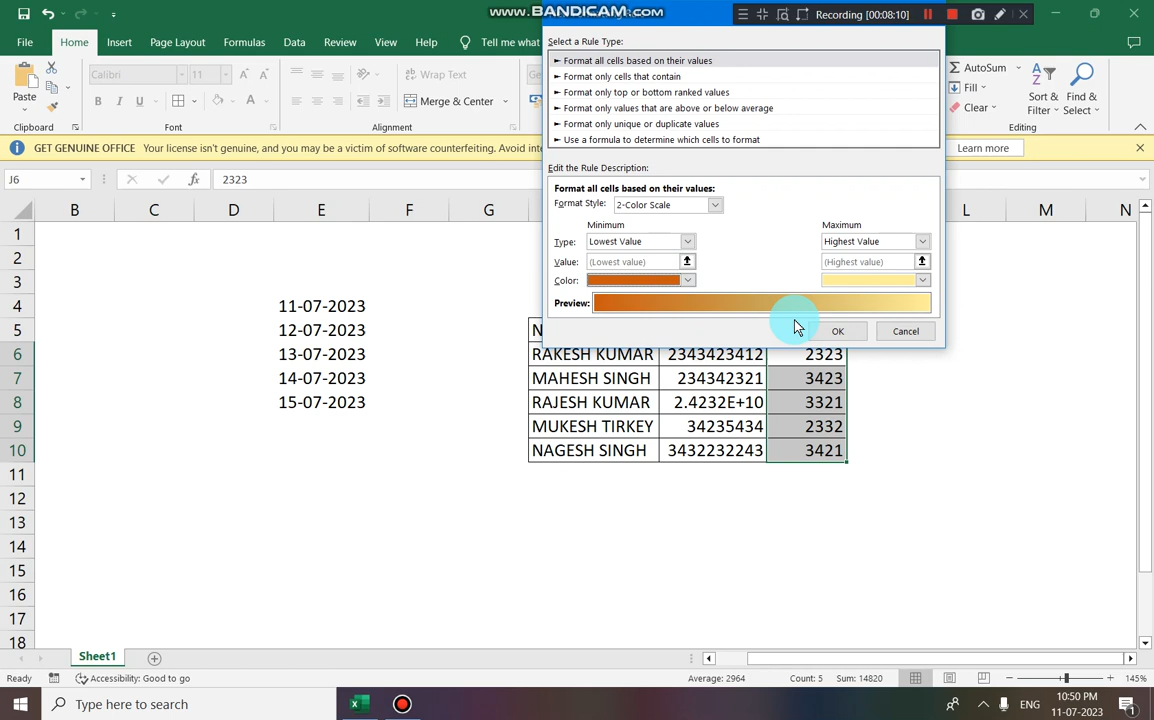 www.BANDICAM.com
Recording [00:08:10]
File Home Insert Page Layout Formulas Data Review View Help Tell me what
Paste
Clipboard
Calibri 11
B I U
A
Font
ab Wrap Text
Merge & Center
Alignment
AutoSum
Fill
Clear
Sort &
Filter
Find &
Select
Editing
GET GENUINE OFFICE Your license isn't genuine, and you may be a victim of software counterfeiting. Avoid int
Learn more
J6
fx
2323
Select a Rule Type:
► Format all cells based on their values
► Format only cells that contain
► Format only top or bottom ranked values
► Format only values that are above or below average
► Format only unique or duplicate values
► Use a formula to determine which cells to format
Edit the Rule Description:
Format all cells based on their values:
Format Style: 2-Color Scale
Minimum Maximum
Type: Lowest Value Highest Value
Value: (Lowest value) (Highest value)
Color:
Preview:
OK Cancel
B C D E F G L M N
1
2
3
4 11-07-2023
5 12-07-2023 N
6 13-07-2023 RAKESH KUMAR 2343423412 2323
7 14-07-2023 MAHESH SINGH 234342321 3423
8 15-07-2023 RAJESH KUMAR 2.4232E+10 3321
9 MUKESH TIRKEY 34235434 2332
10 NAGESH SINGH 3432232243 3421
11
12
13
14
15
16
17
18
Sheet1
Ready Accessibility: Good to go Average: 2964 Count: 5 Sum: 14820 145%
Type here to search
ENG
10:50 PM
11-07-2023
1